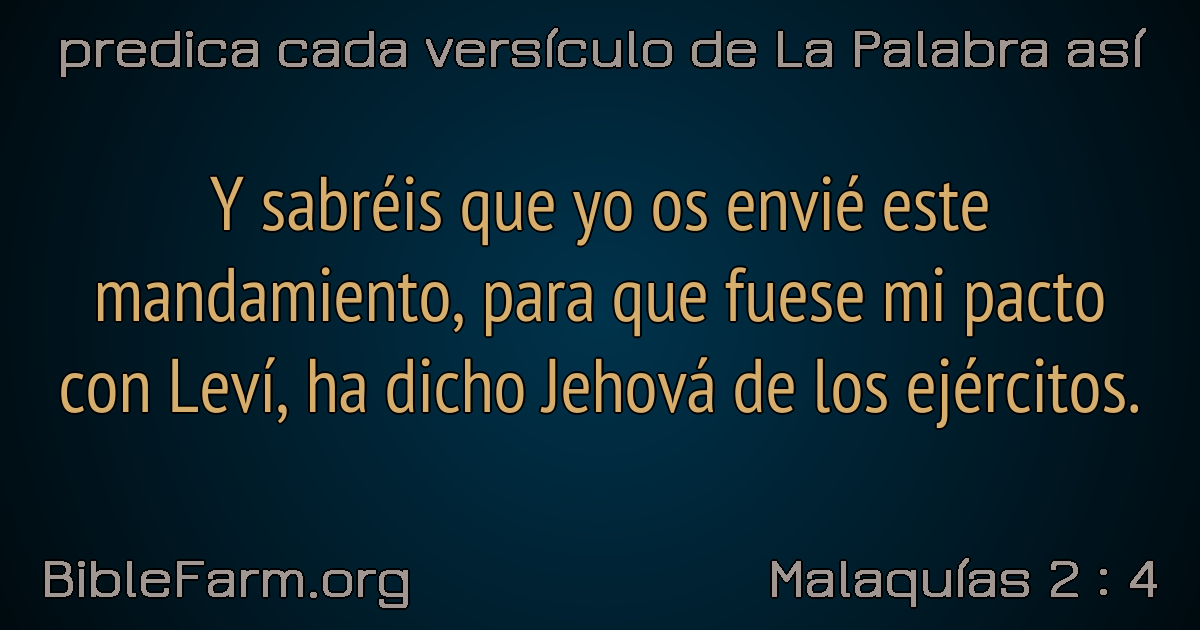 predica cada versículo de La Palabra así
Y sabréis que yo os envié este
mandamiento, para que fuese mi pacto
con Leví, ha dicho Jehová de los ejércitos.
BibleFarm.org
Malaquías 2 : 4